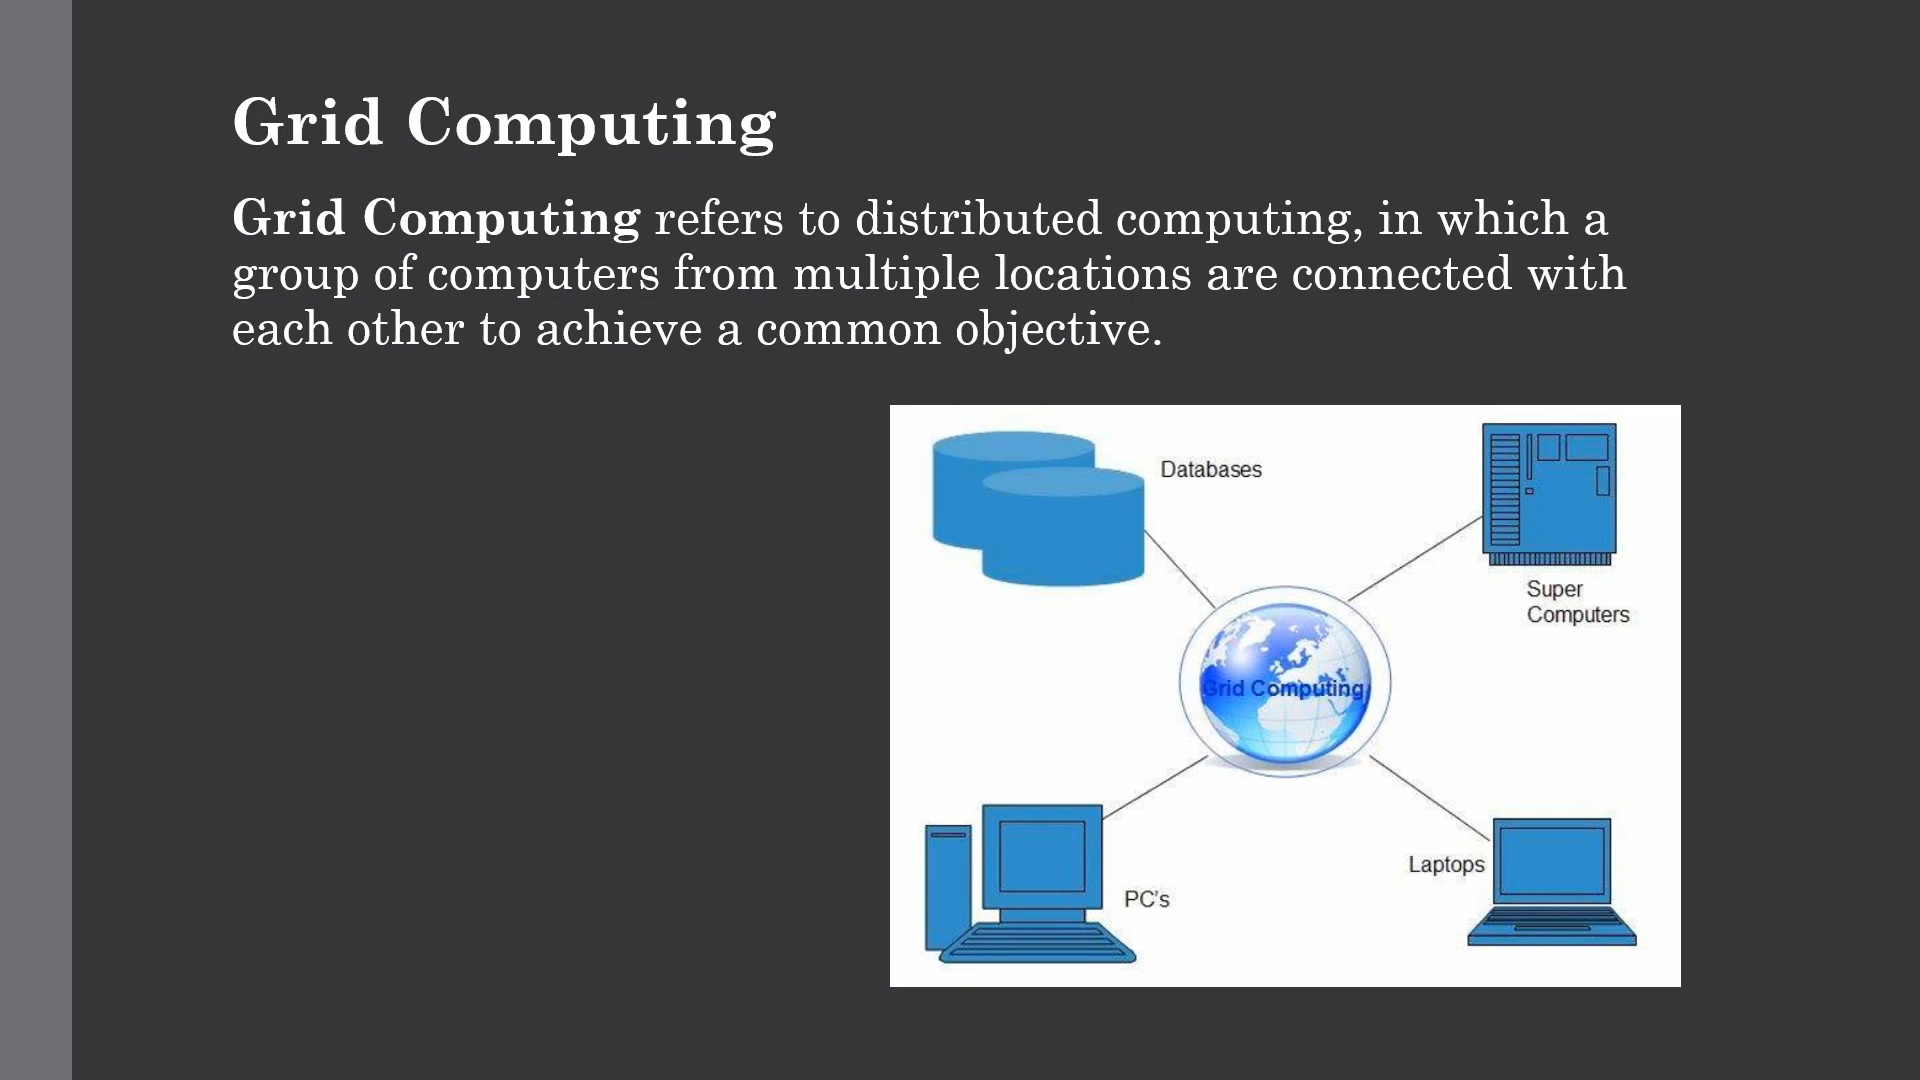 Grid Computing
Grid Computing refers to distributed computing, in which a
group of computers from multiple locations are connected with
each other to achieve a common objective.
Databases
Super
Computers
Grid Computing
Laptops
PC's